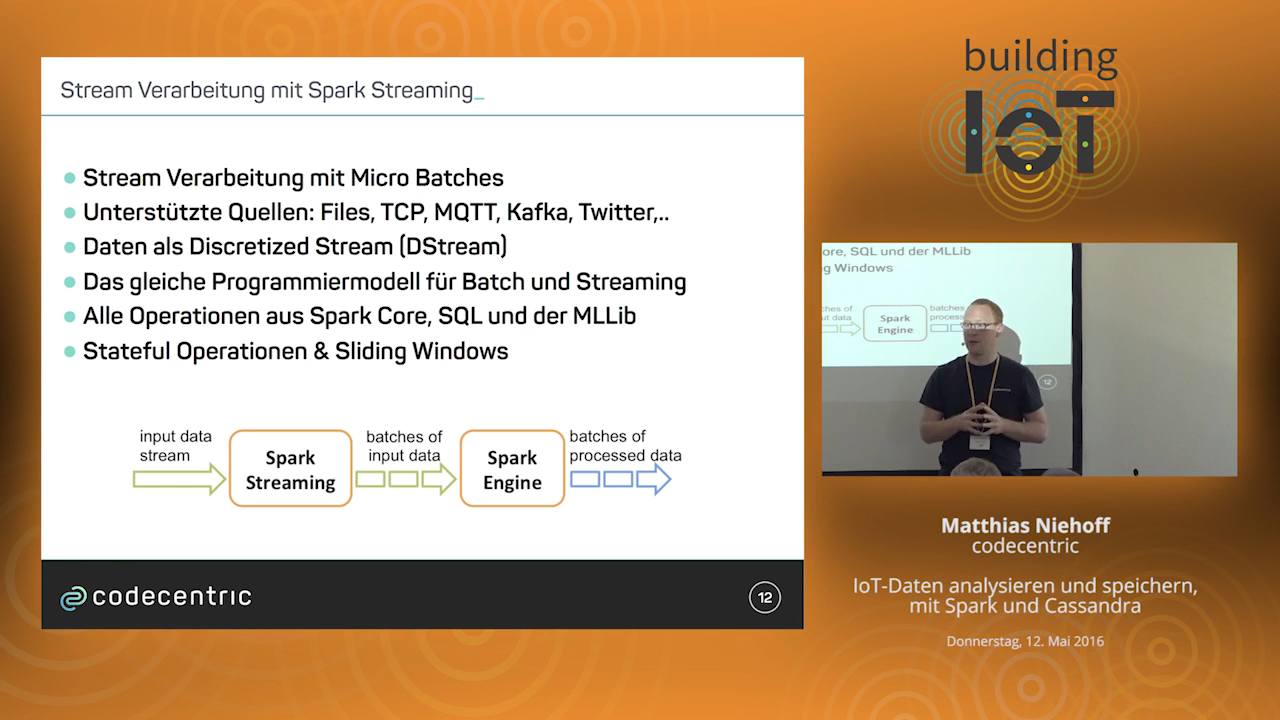 Stream Verarbeitung mit Spark Streaming_
Stream Verarbeitung mit Micro Batches
Unterstützte Quellen: Files, TCP, MQTT, Kafka, Twitter,..
Daten als Discretized Stream (DStream)
Das gleiche Programmiermodell für Batch und Streaming
Alle Operationen aus Spark Core, SQL und der MLLib
Stateful Operationen & Sliding Windows
input data
stream
Spark
Streaming
batches of
input data
Spark
Engine
batches of
processed data
codecentric
12
building
IoT
ore, SQL und der MLLib
g Windows
ches of
ut data
Spark
Engine
batches
process
12
Matthias Niehoff
codecentric
IoT-Daten analysieren und speichern,
mit Spark und Cassandra
Donnerstag, 12. Mai 2016